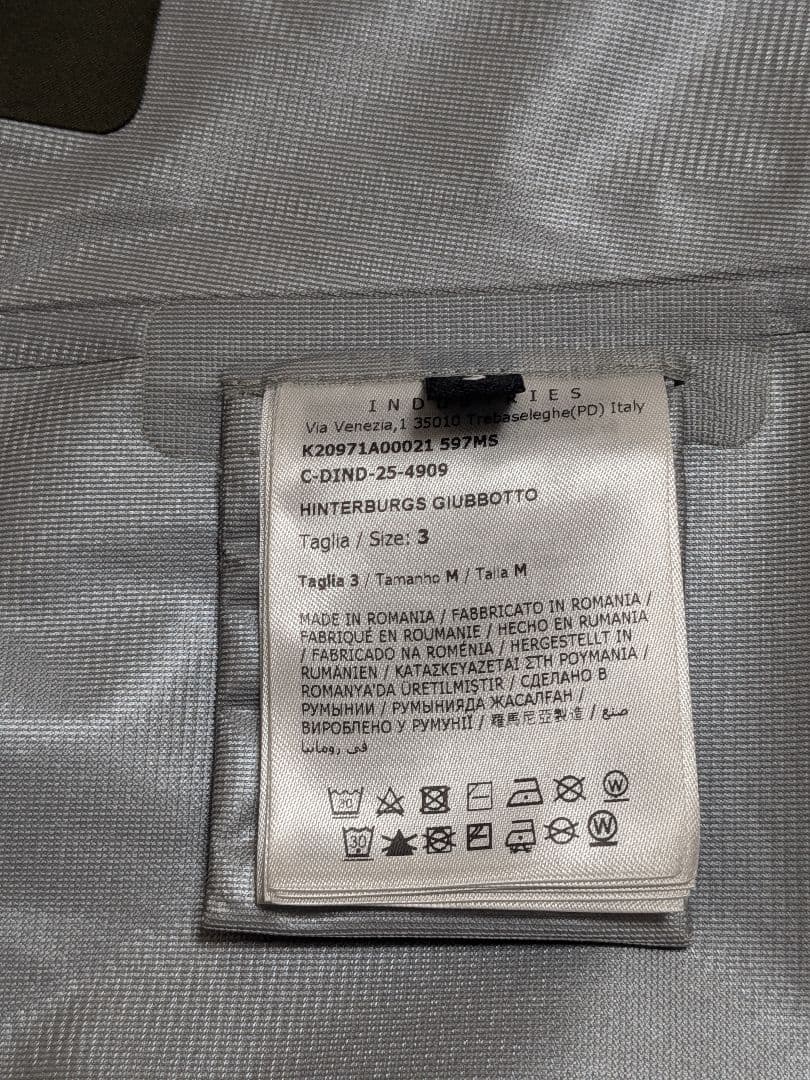 I N D R I E S
Via Venezia,1 35010 Trebaseleghe(PD) Italy
K20971A00021 597MS
C-DIND-25-4909
HINTERBURGS GIUBBOTTO
Taglia / Size: 3
Taglia 3 / Tamanho M / Talla M
MADE IN ROMANIA / FABBRICATO IN ROMANIA /
FABRIQUÉ EN ROUMANIE / HECHO EN RUMANIA
/ FABRICADO NA ROMÉNIA / HERGESTELLT IN
RUMÄNIEN / ΚΑΤΑΣΚΕΥΑΖΕΤΑΙ ΣΤΗ ΡΟΥΜΑΝΙΑ /
ROMANYA'DA ÜRETILMIŞTIR / СДЕЛАНО В
РУМЫНИИ / РУМЫНИЯДА ЖАСАЛҒАН /
ВИРОБЛЕНО У РУМУНІЇ / 羅馬尼亞製造 / صنع
في رومانيا
30 W
30 W